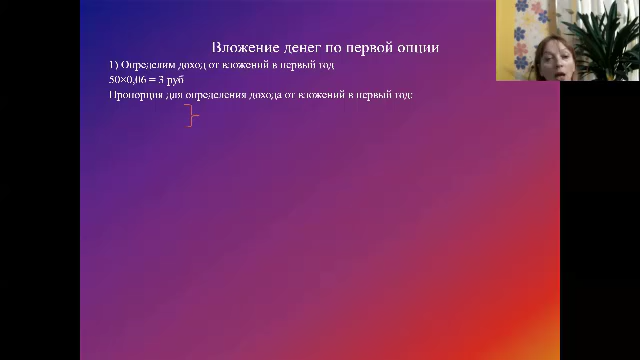 Вложение денег по первой опции
1) Определим доход от вложений в первый год
50×0,06 = 3 руб
Пропорция для определения дохода от вложений в первый год: